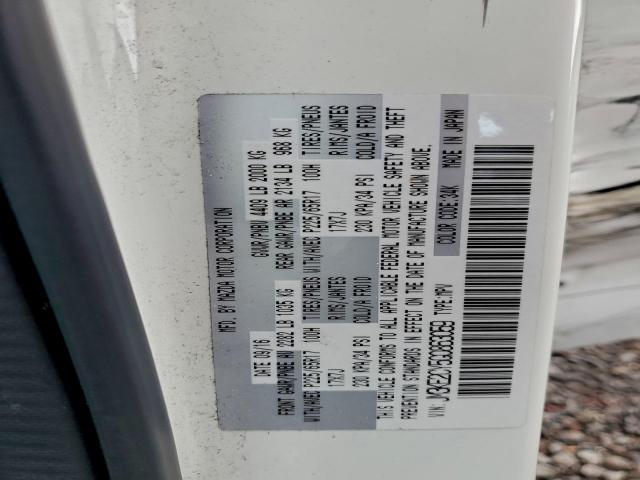 MFD. BY MAZDA MOTOR CORPORATION
DATE 09/16 GVWR/PNBV 4409 LB 2000 KG
FRONT GAWR/PNBE AV 2282 LB 1035 KG REAR GAWR/PNBE AR 2134 LB 968 KG
WITH/AVEC P225/65R17 100H TIRES/PNEUS WITH/AVEC P225/65R17 100H TIRES/PNEUS
17X7J RIMS/JANTES 17X7J RIMS/JANTES
230 KPA/34 PSI COLD/A FROID 230 KPA/34 PSI COLD/A FROID
THIS VEHICLE CONFORMS TO ALL APPLICABLE FEDERAL MOTOR VEHICLE SAFETY AND THEFT
PREVENTION STANDARDS IN EFFECT ON THE DATE OF MANUFACTURE SHOWN ABOVE.
VIN: TYPE:MPV
COLOR CODE:34K MADE IN JAPAN